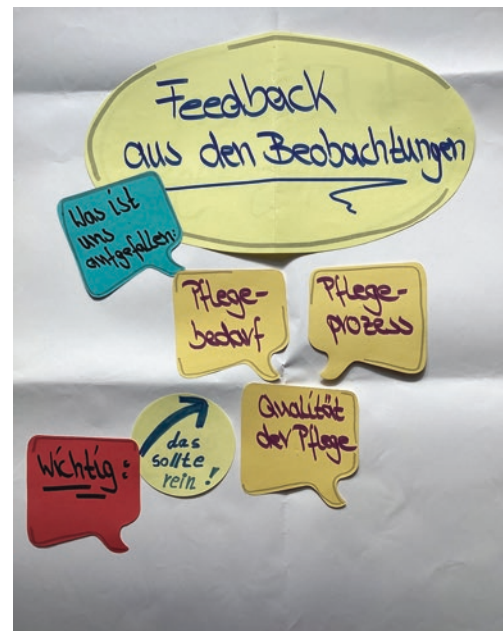 Feedback
aus den Beobachtungen
Was ist
uns
aufgefallen:
Pflege-
bedarf
Pflege-
prozess
Qualität
der Pflege
Wichtig:
das
sollte
rein!